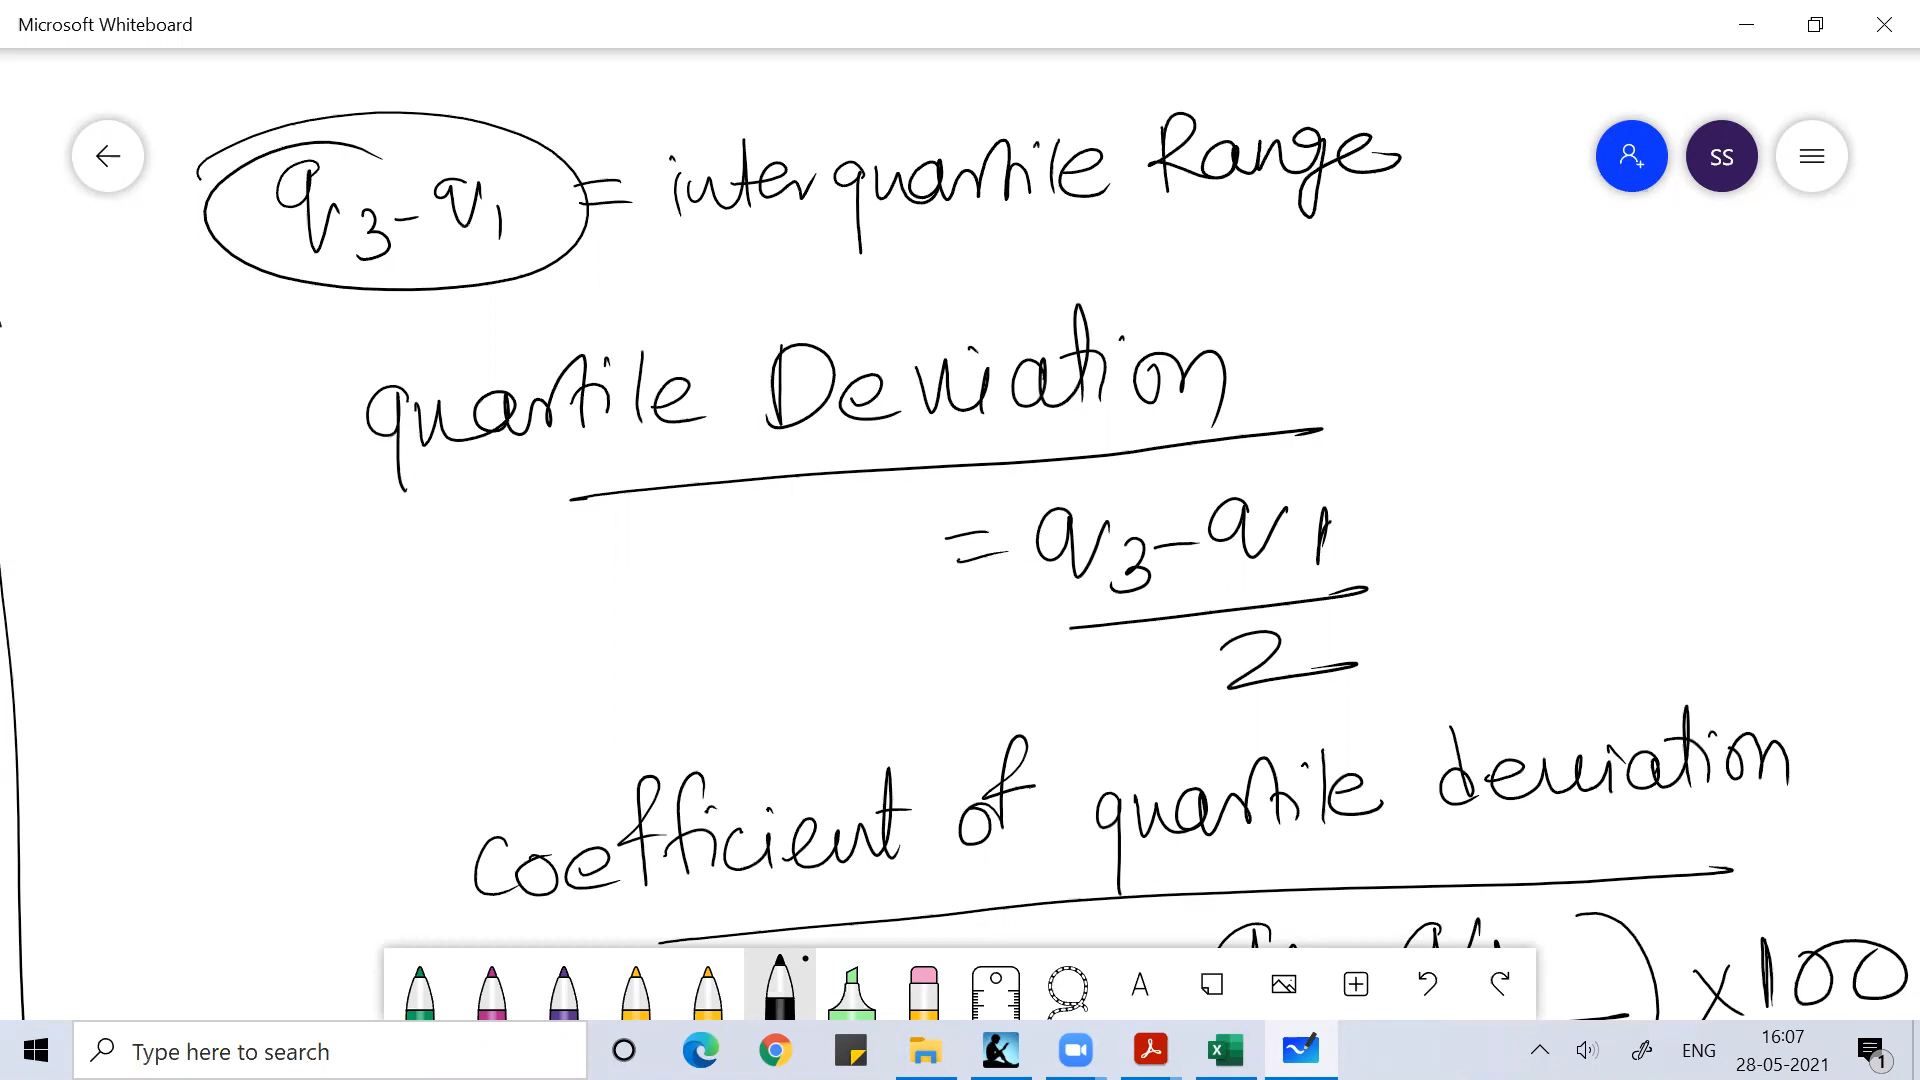 Microsoft Whiteboard
q3 - q1 = interquartile Range
SS
quartile Deviation
= q3 - q1
2
coefficient of quartile deviation
) x100
A
Type here to search
ENG
16:07
28-05-2021
1